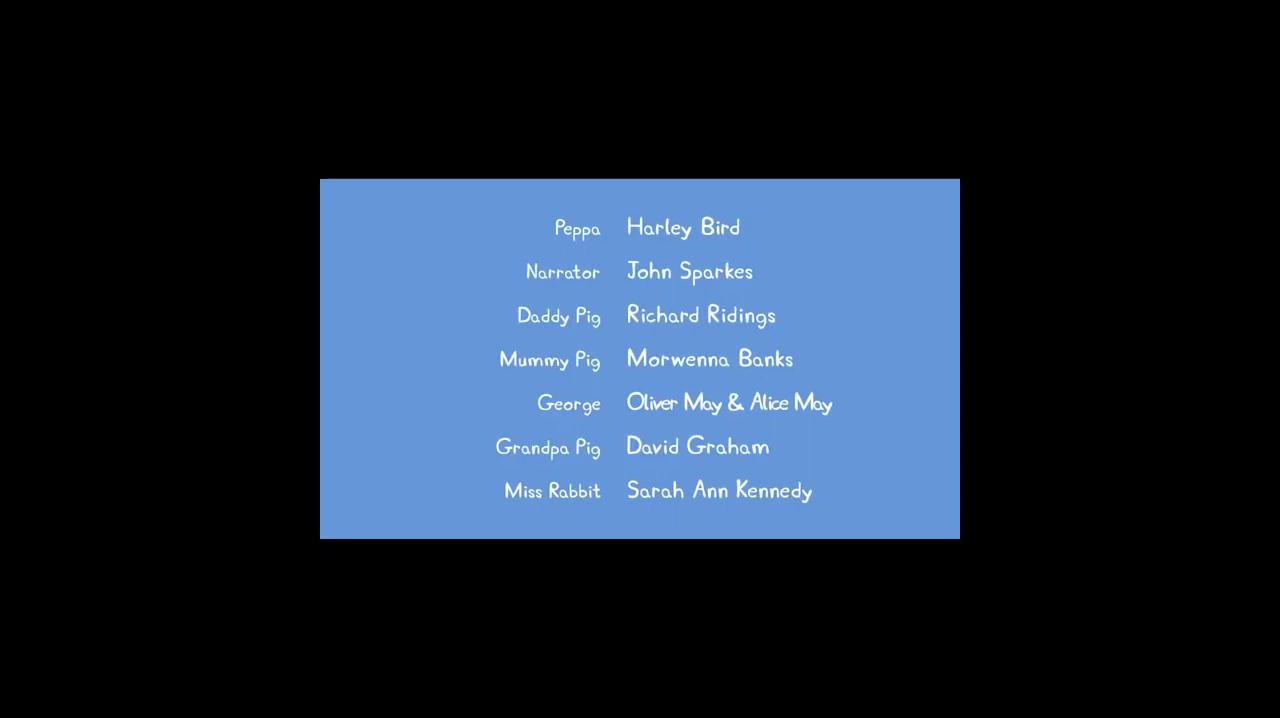 Peppa Harley Bird
Narrator John Sparkes
Daddy Pig Richard Ridings
Mummy Pig Morwenna Banks
George Oliver May & Alice May
Grandpa Pig David Graham
Miss Rabbit Sarah Ann Kennedy